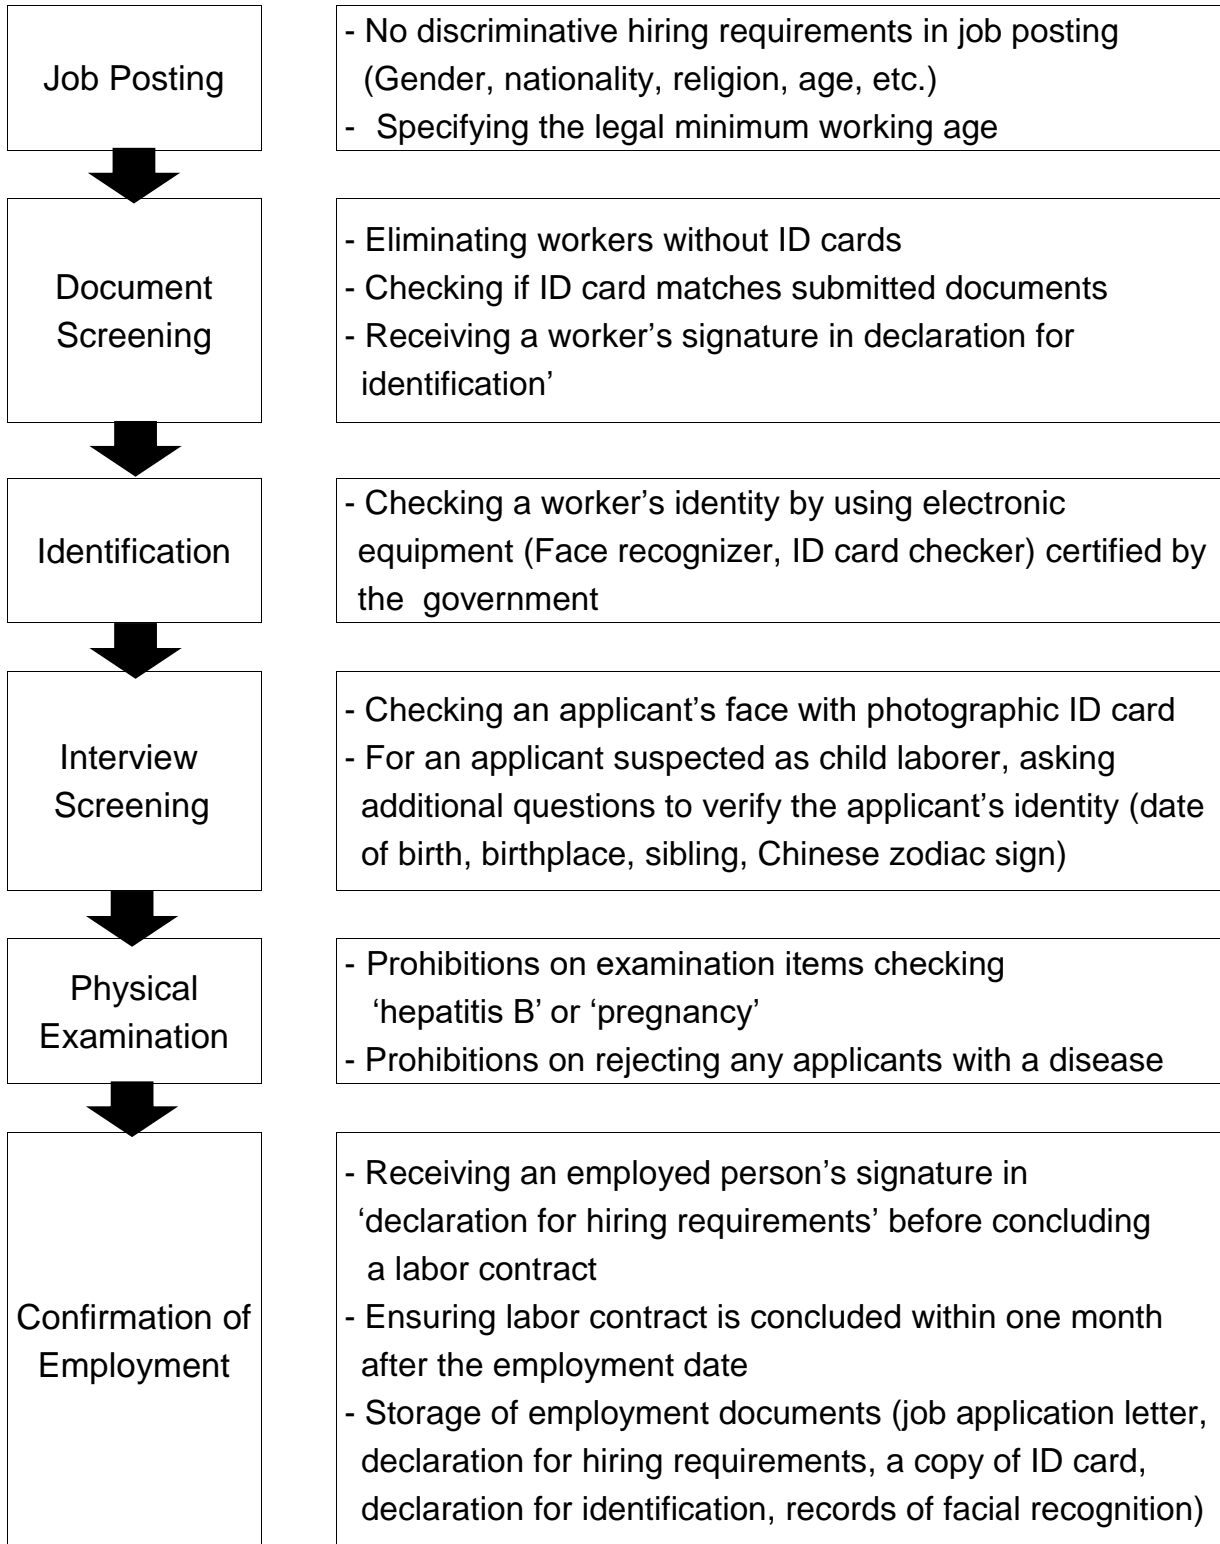 Job Posting
- No discriminative hiring requirements in job posting
(Gender, nationality, religion, age, etc.)
- Specifying the legal minimum working age
Document
Screening
- Eliminating workers without ID cards
- Checking if ID card matches submitted documents
- Receiving a worker’s signature in declaration for
identification’
Identification
- Checking a worker’s identity by using electronic
equipment (Face recognizer, ID card checker) certified by
the government
Interview
Screening
- Checking an applicant’s face with photographic ID card
- For an applicant suspected as child laborer, asking
additional questions to verify the applicant’s identity (date
of birth, birthplace, sibling, Chinese zodiac sign)
Physical
Examination
- Prohibitions on examination items checking
‘hepatitis B’ or ‘pregnancy’
- Prohibitions on rejecting any applicants with a disease
Confirmation of
Employment
- Receiving an employed person’s signature in
‘declaration for hiring requirements’ before concluding
a labor contract
- Ensuring labor contract is concluded within one month
after the employment date
- Storage of employment documents (job application letter,
declaration for hiring requirements, a copy of ID card,
declaration for identification, records of facial recognition)